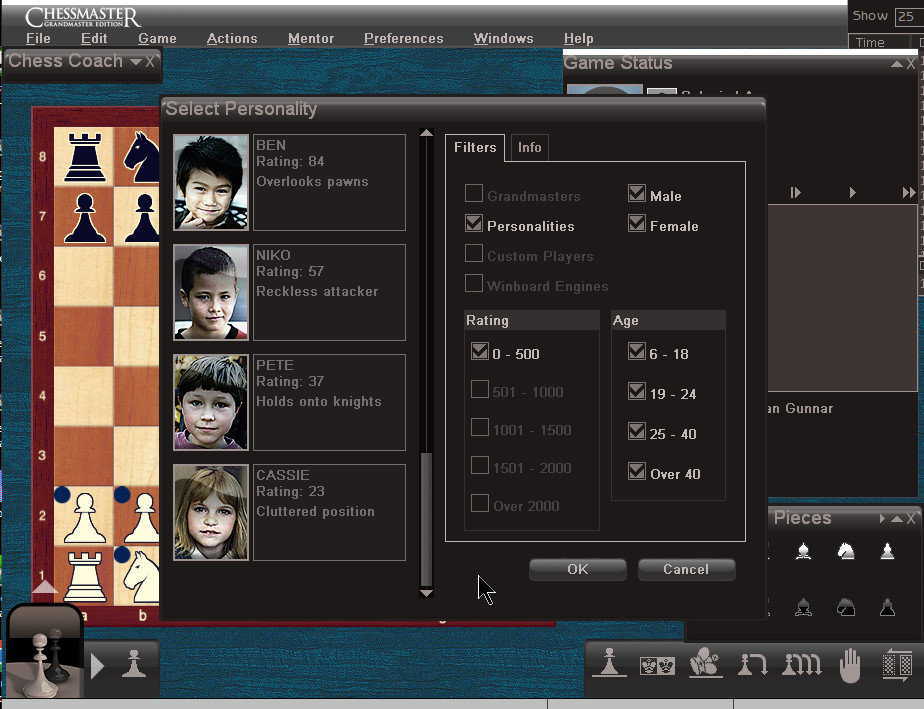 CHESSMASTER
GRANDMASTER EDITION
Show 25
File Edit Game Actions Mentor Preferences Windows Help
Time
Chess Coach
Game Status
Select Personality
BEN
Rating: 84
Overlooks pawns
NIKO
Rating: 57
Reckless attacker
PETE
Rating: 37
Holds onto knights
CASSIE
Rating: 23
Cluttered position
Filters Info
Grandmasters
Male
Personalities
Female
Custom Players
Winboard Engines
Rating
0 - 500
501 - 1000
1001 - 1500
1501 - 2000
Over 2000
Age
6 - 18
19 - 24
25 - 40
Over 40
OK Cancel
Gunnar
Pieces
8
7
6
5
4
3
2
1
a b